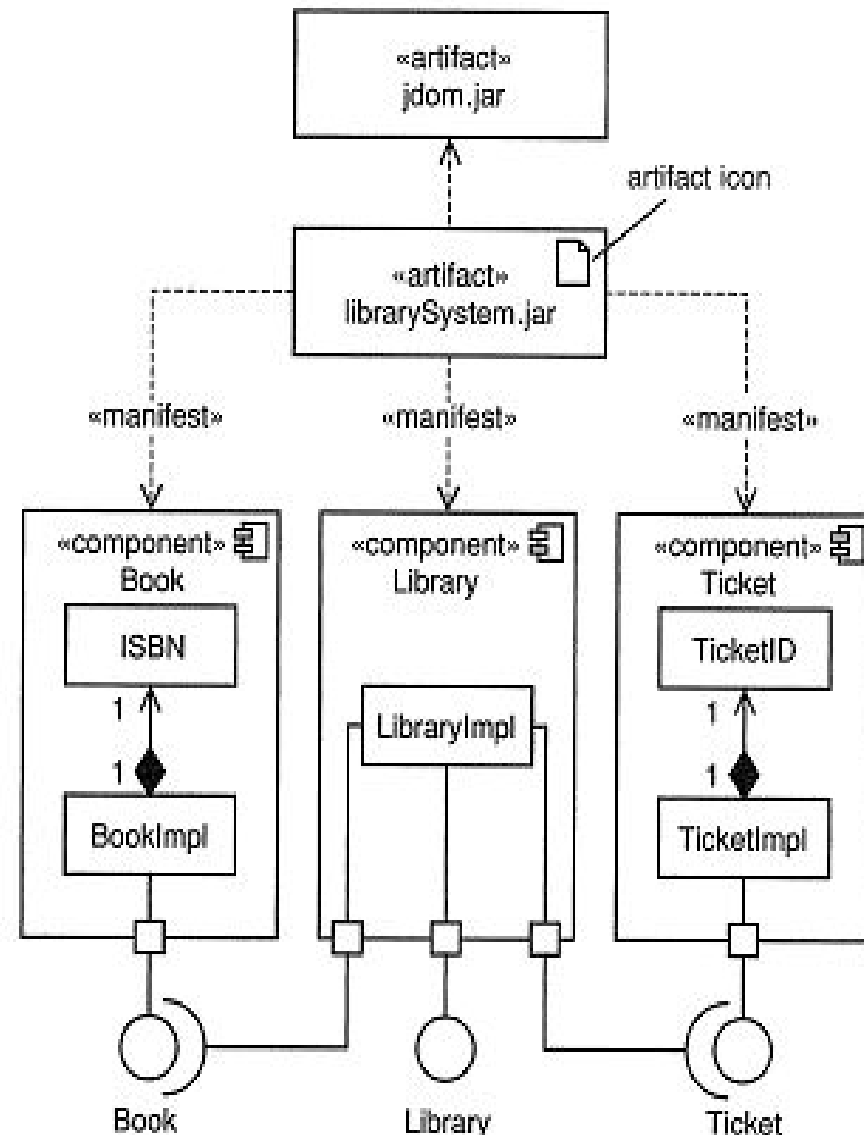 «artifact»
jdom.jar
artifact icon
«artifact»
librarySystem.jar
«manifest»
«manifest»
«manifest»
«component»
Book
ISBN
1
1
BookImpl
«component»
Library
LibraryImpl
«component»
Ticket
TicketID
1
1
TicketImpl
Book
Library
Ticket